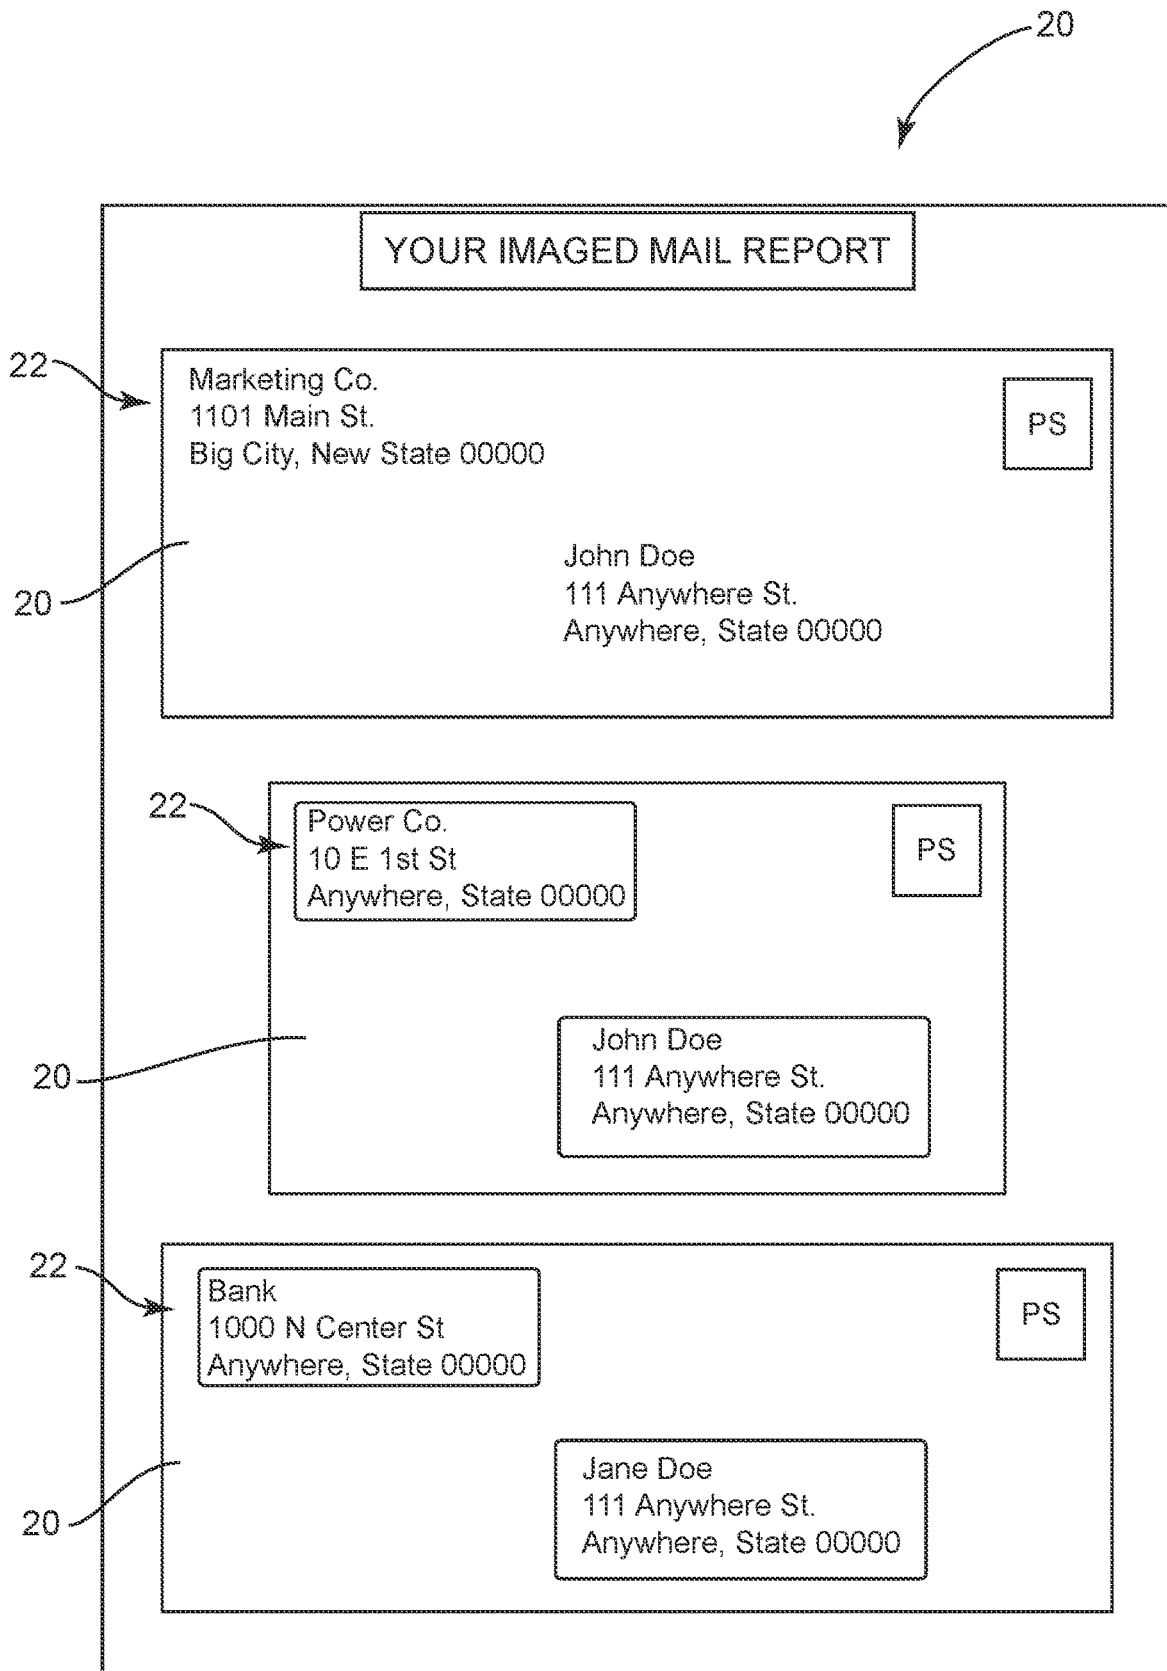 20
YOUR IMAGED MAIL REPORT
22
Marketing Co.
1101 Main St.
Big City, New State 00000
PS
20
John Doe
111 Anywhere St.
Anywhere, State 00000
22
Power Co.
10 E 1st St
Anywhere, State 00000
PS
20
John Doe
111 Anywhere St.
Anywhere, State 00000
22
Bank
1000 N Center St
Anywhere, State 00000
PS
20
Jane Doe
111 Anywhere St.
Anywhere, State 00000